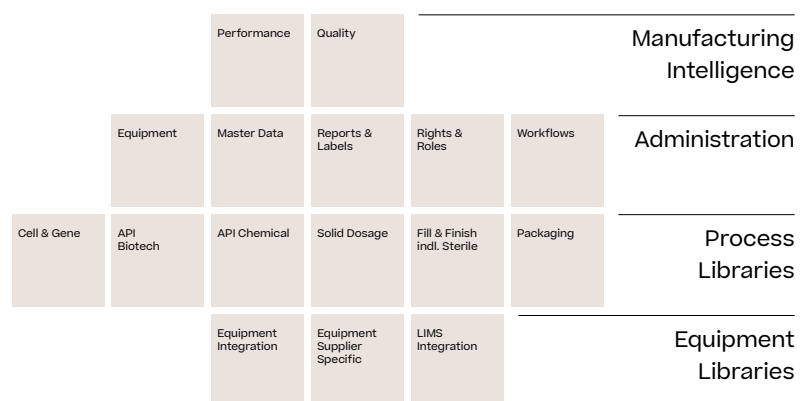 Performance
Quality
Manufacturing
Intelligence
Equipment
Master Data
Reports &
Labels
Rights &
Roles
Workflows
Administration
Cell & Gene
API
Biotech
API Chemical
Solid Dosage
Fill & Finish
indl. Sterile
Packaging
Process
Libraries
Equipment
Integration
Equipment
Supplier
Specific
LIMS
Integration
Equipment
Libraries